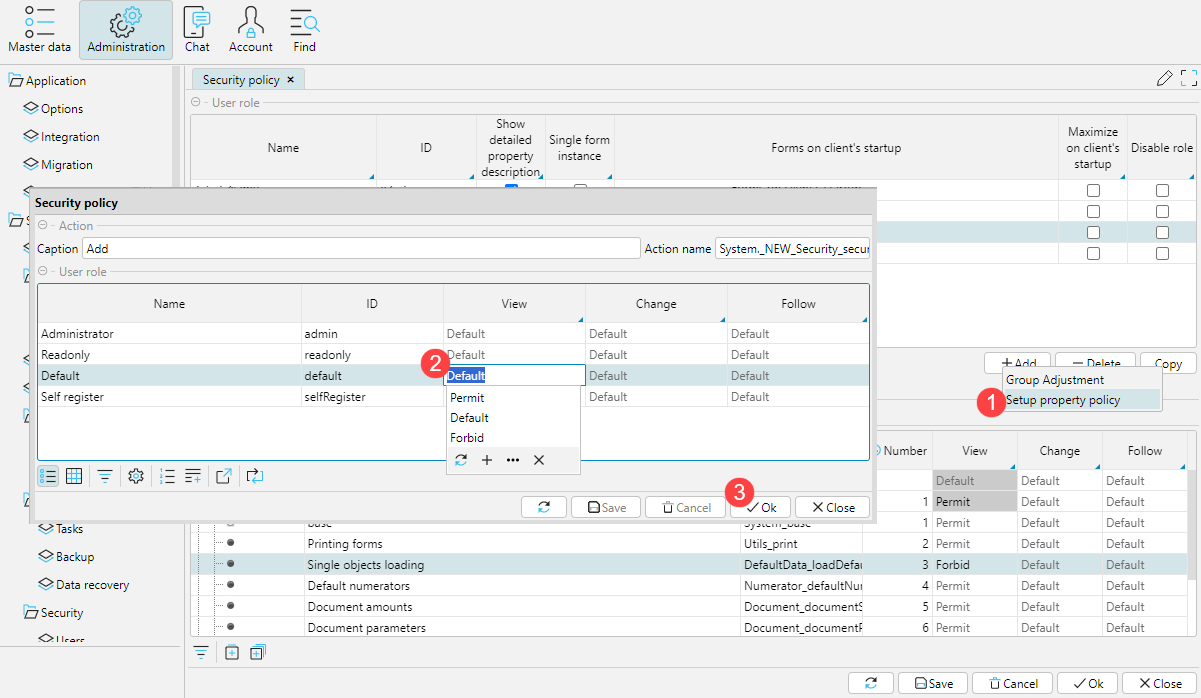 Master data
Administration
Chat
Account
Find
Application
Options
Integration
Migration
Security policy
User role
Name
ID
Show detailed property description
Single form instance
Forms on client's startup
Maximize on client's startup
Disable role
Security policy
Action
Caption
Add
Action name
System._NEW_Security_secur
User role
Name
ID
View
Change
Follow
Administrator
admin
Default
Default
Default
Readonly
readonly
Default
Default
Default
2
Default
default
Default
Default
Default
Self register
selfRegister
Default
Default
Permit
Default
Forbid
Add
Delete
Copy
Group Adjustment
1
Setup property policy
3
Save
Cancel
Ok
Close
Number
View
Change
Follow
Default
Default
Default
1
Permit
Default
Default
base
System_base
1
Permit
Default
Default
Printing forms
Utils_print
2
Permit
Default
Default
Single objects loading
DefaultData_loadDefau
3
Forbid
Default
Default
Default numerators
Numerator_defaultNu
4
Permit
Default
Default
Document amounts
Document_documentS
5
Permit
Default
Default
Document parameters
Document_documentP
6
Permit
Default
Default
Tasks
Backup
Data recovery
Security
Users
Save
Cancel
Ok
Close